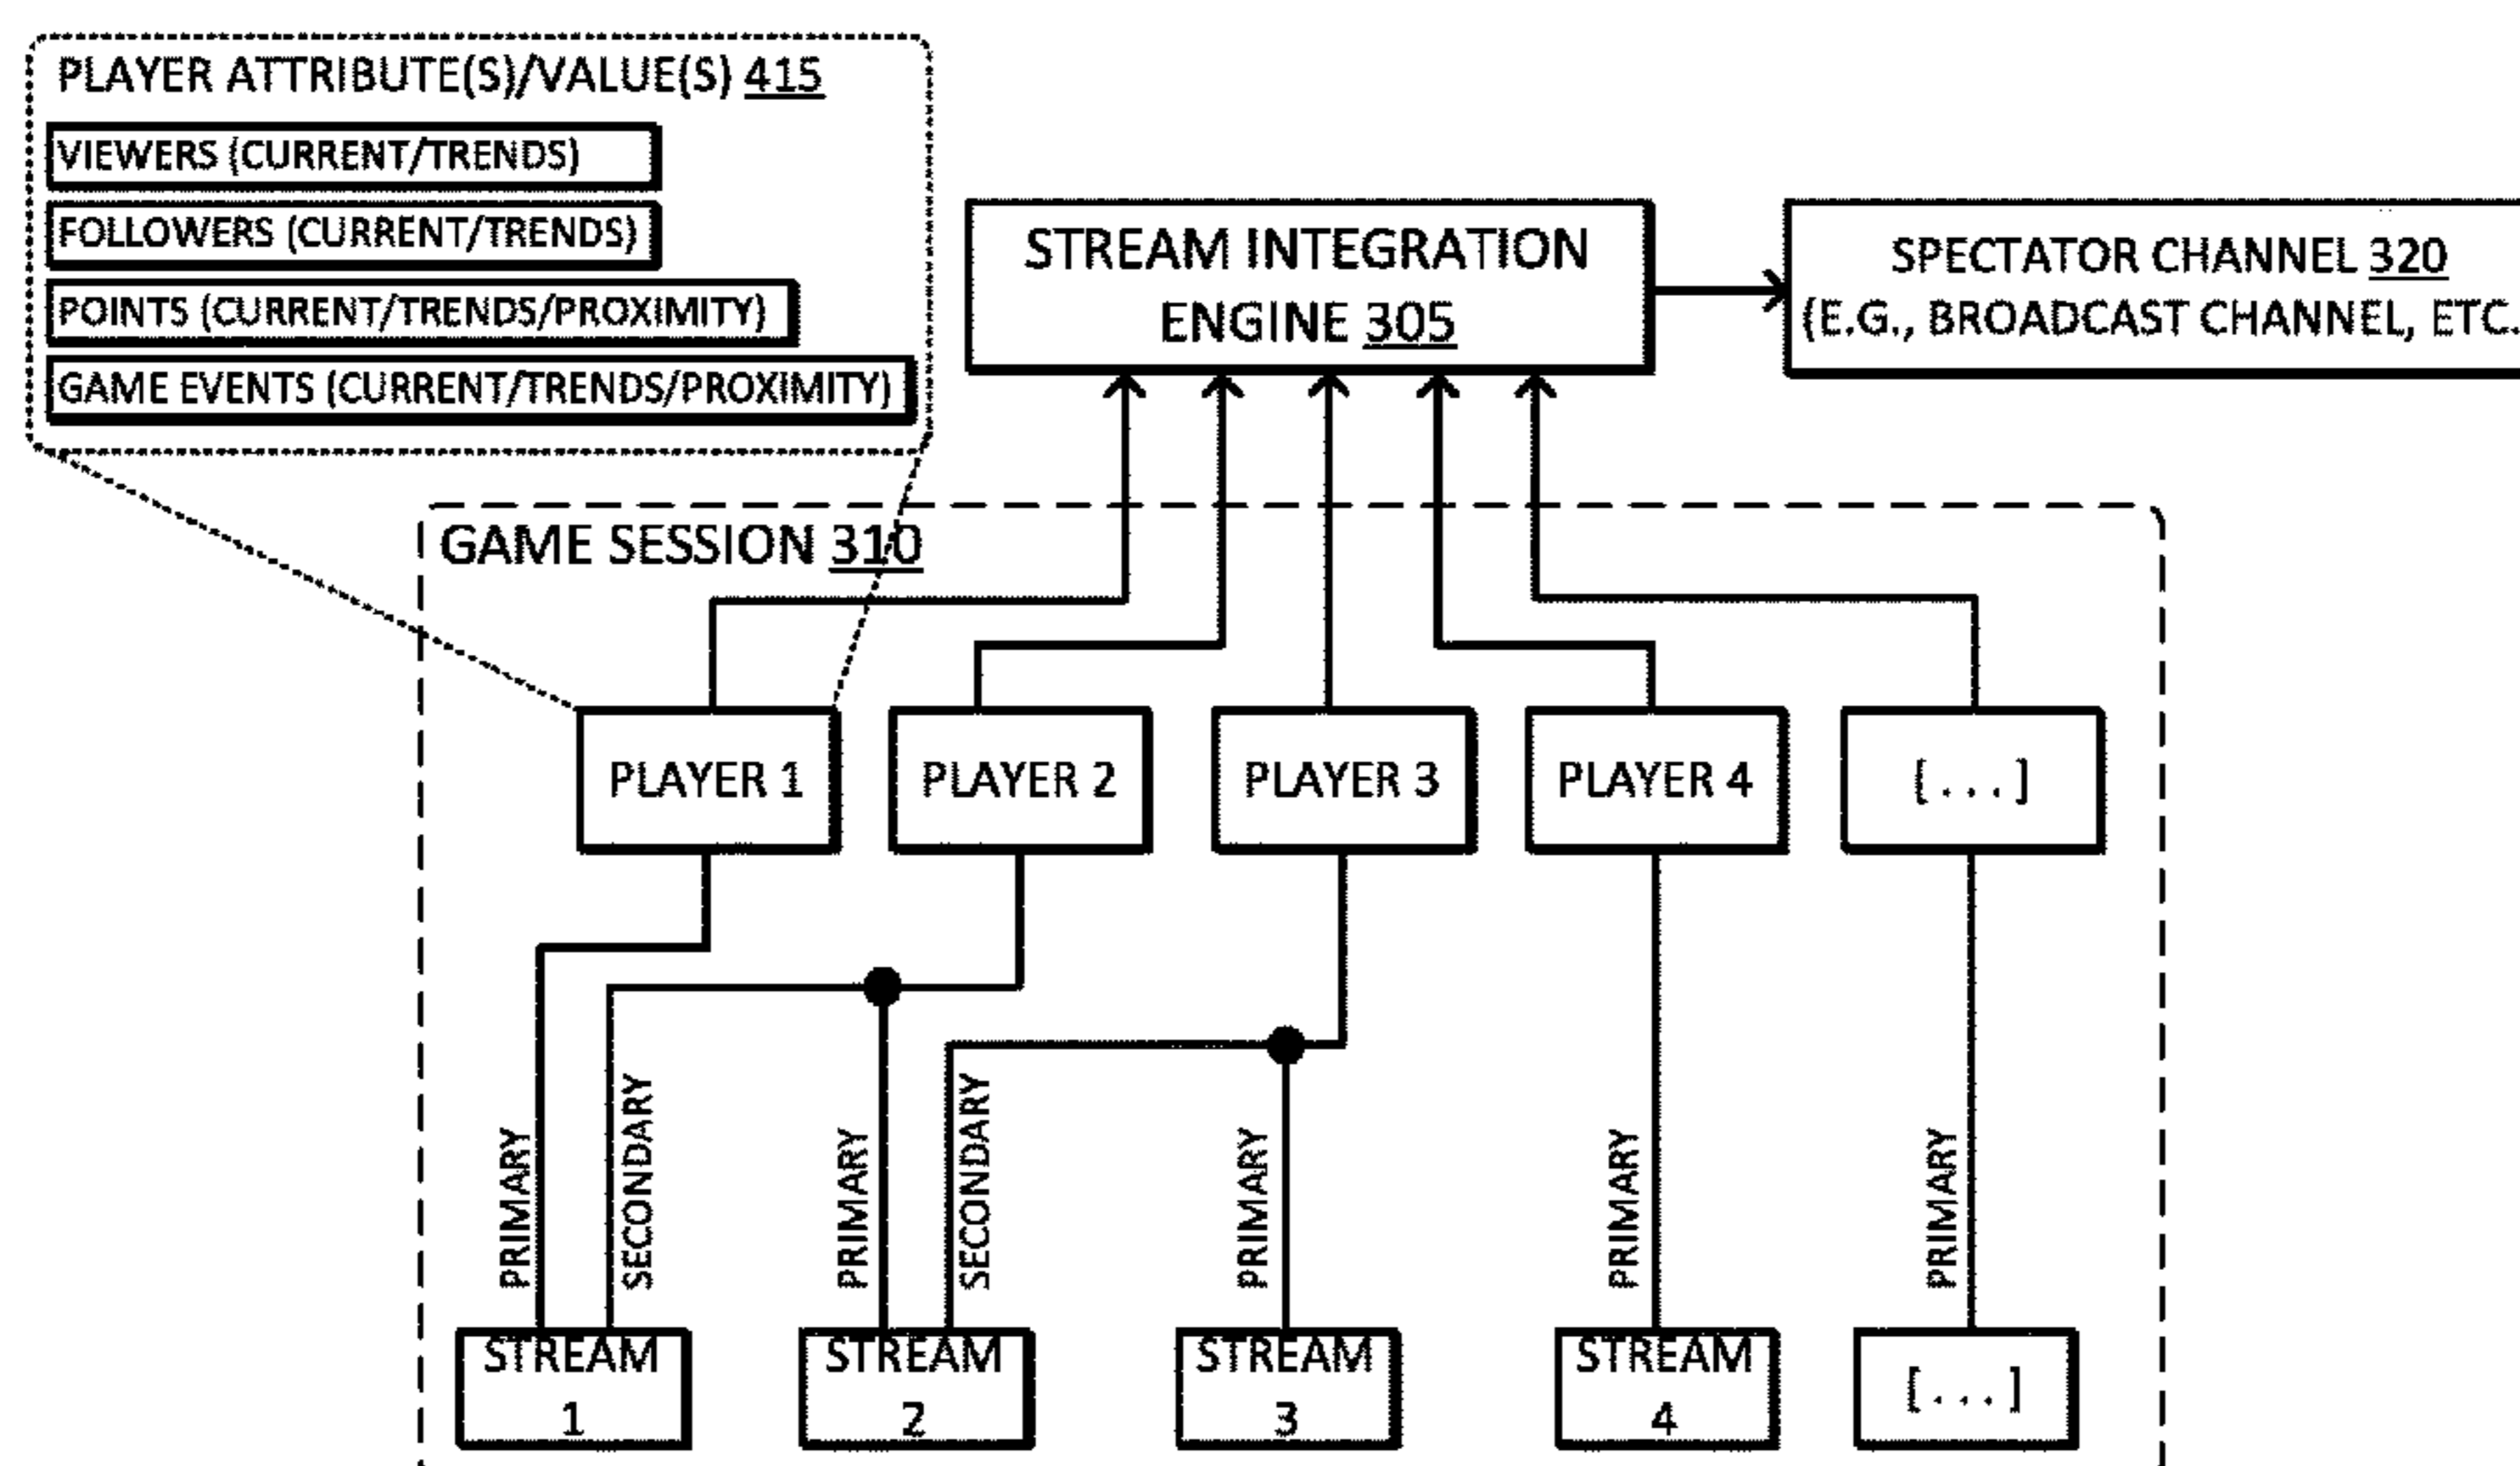 PLAYER ATTRIBUTE(S)/VALUE(S) 415
VIEWERS (CURRENT/TRENDS)
FOLLOWERS (CURRENT/TRENDS)
POINTS (CURRENT/TRENDS/PROXIMITY)
GAME EVENTS (CURRENT/TRENDS/PROXIMITY)
STREAM INTEGRATION
ENGINE 305
SPECTATOR CHANNEL 320
(E.G., BROADCAST CHANNEL, ETC.
GAME SESSION 310
PLAYER 1
PLAYER 2
PLAYER 3
PLAYER 4
[...]
PRIMARY
SECONDARY
PRIMARY
SECONDARY
PRIMARY
PRIMARY
PRIMARY
STREAM
1
STREAM
2
STREAM
3
STREAM
4
[...]